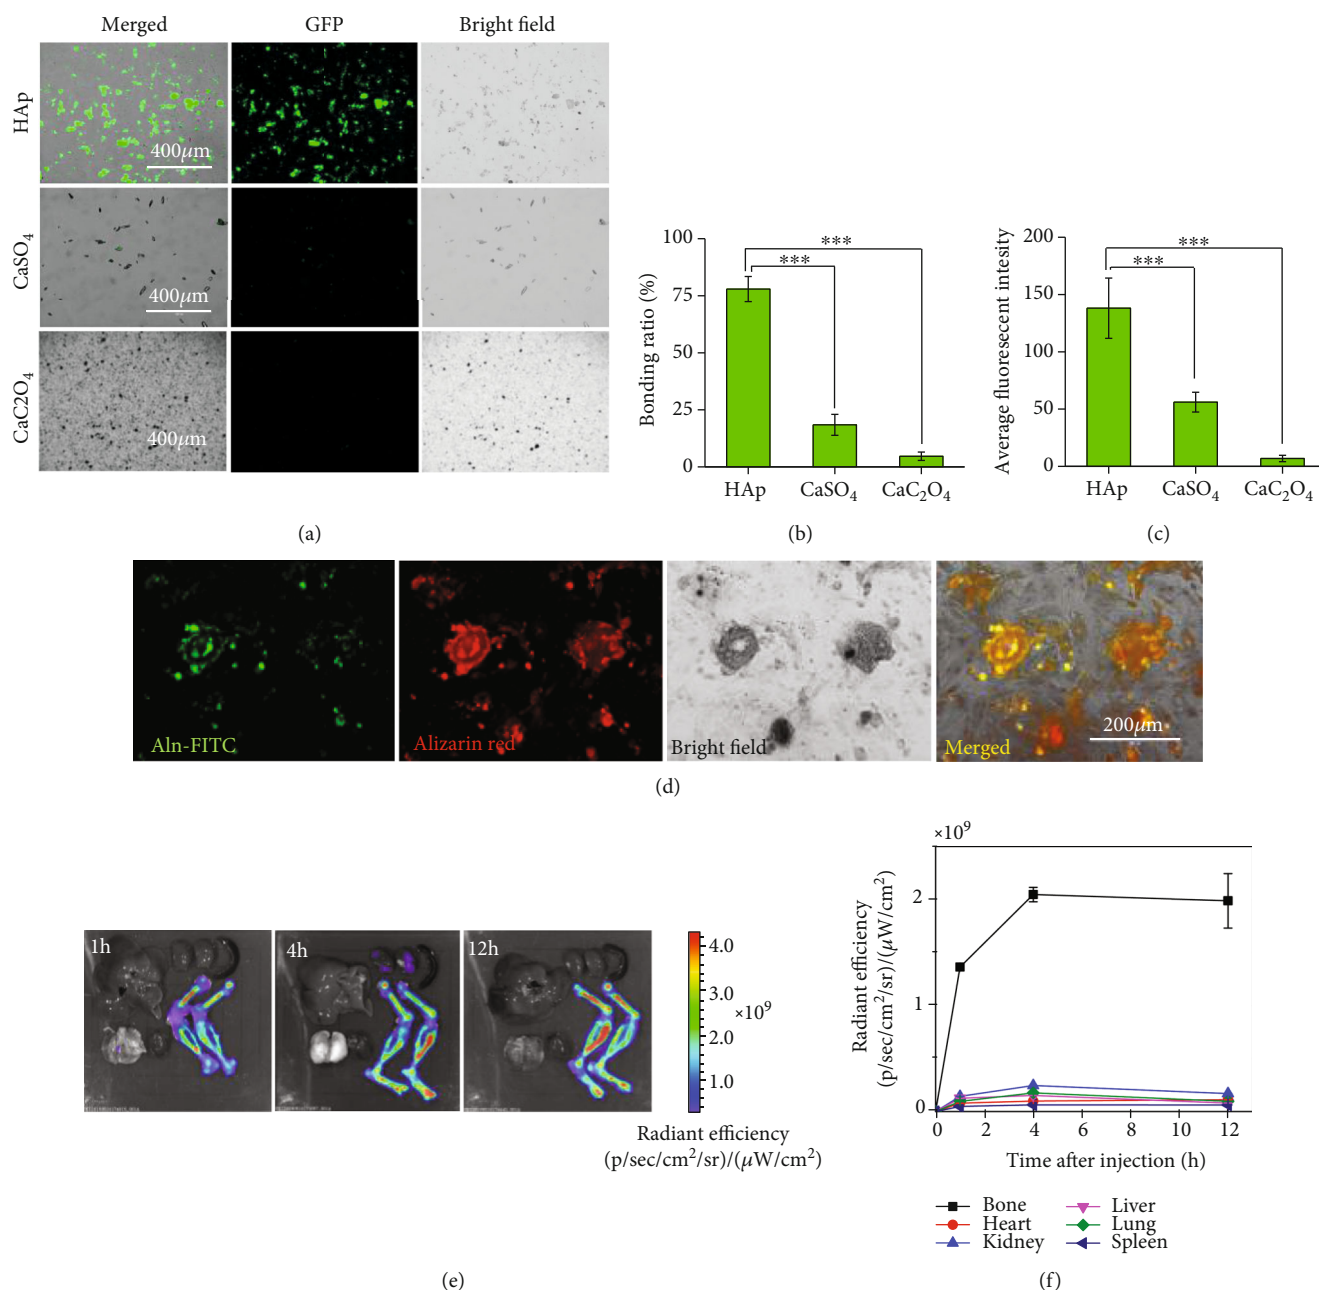 Merged GFP Bright field
HAp
400μm
CaSO4
400μm
CaC2O4
400μm
(a)
Bonding ratio (%)
100
75
50
25
0
***
***
HAp CaSO4 CaC2O4
(b)
Average fluorescent intesity
200
150
100
50
0
***
***
HAp CaSO4 CaC2O4
(c)
Aln-FITC
Alizarin red
Bright field
Merged
200μm
(d)
1h
4h
12h
4.0
3.0
×10⁹
2.0
1.0
Radiant efficiency
(p/sec/cm²/sr)/(μW/cm²)
(e)
×10⁹
Radiant efficiency
(p/sec/cm²/sr)/(μW/cm²)
2
1
0
0 2 4 6 8 10 12
Time after injection (h)
Bone Liver
Heart Lung
Kidney Spleen
(f)